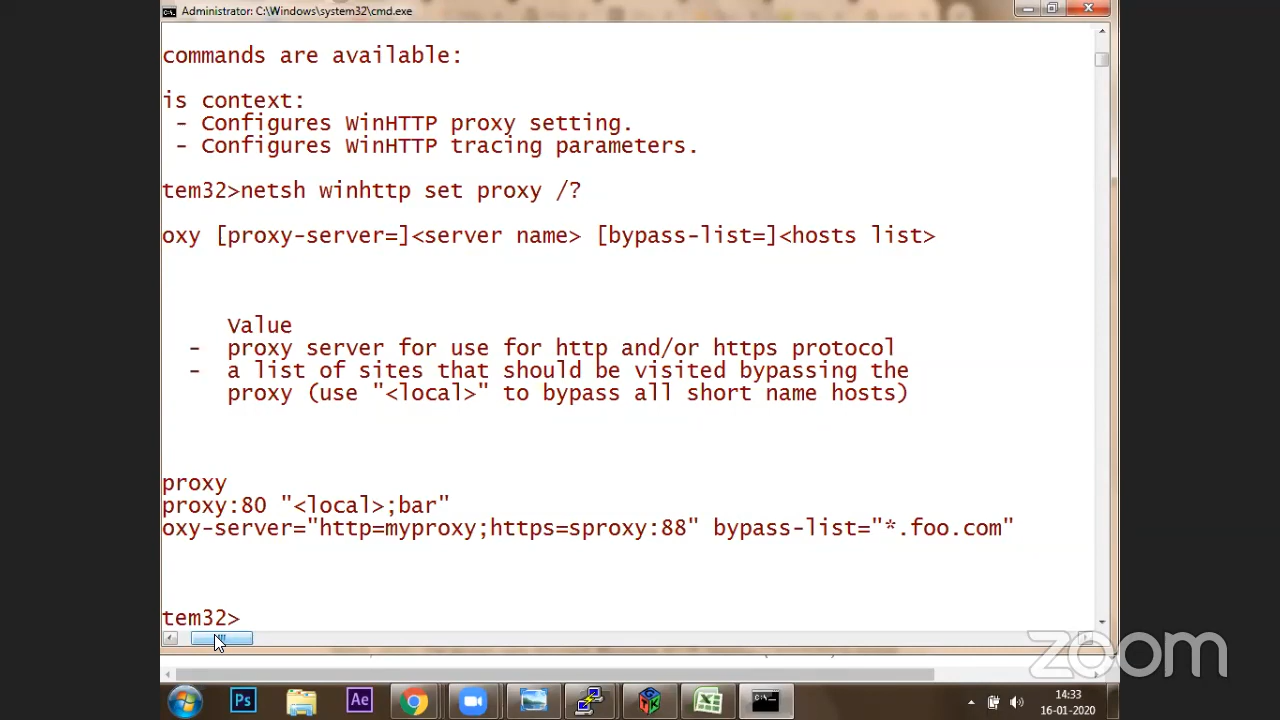 Administrator: C:\Windows\system32\cmd.exe
commands are available:
is context:
- Configures WinHTTP proxy setting.
- Configures WinHTTP tracing parameters.
tem32>netsh winhttp set proxy /?
oxy [proxy-server=]<server name> [bypass-list=]<hosts list>
Value
- proxy server for use for http and/or https protocol
- a list of sites that should be visited bypassing the
proxy (use "<local>" to bypass all short name hosts)
proxy
proxy:80 "<local>;bar"
oxy-server="http=myproxy;https=sproxy:88" bypass-list="*.foo.com"
tem32>
zoom
Ps
Ae
14:33
16-01-2020